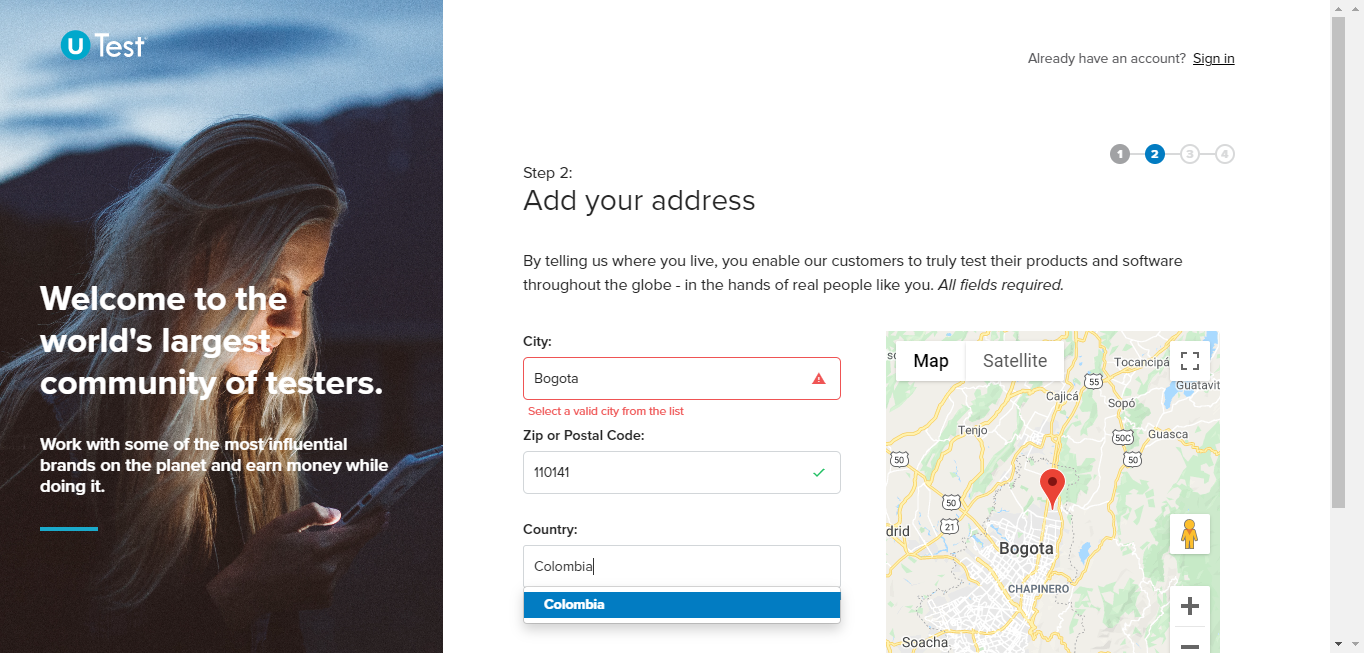 U Test
Already have an account? Sign in
1 2 3 4
Step 2:
Add your address
By telling us where you live, you enable our customers to truly test their products and software
throughout the globe - in the hands of real people like you. All fields required.
Welcome to the
world's largest
community of testers.
Work with some of the most influential
brands on the planet and earn money while
doing it.
City:
Bogota
Select a valid city from the list
Zip or Postal Code:
110141
Country:
Colombia
Colombia
Map Satellite
Tocancipá
55
Guatavit
Cajicá
Sopó
Tenjo
50C
Guasca
50
50
50
21
drid
Bogota
CHAPINERO
Soacha